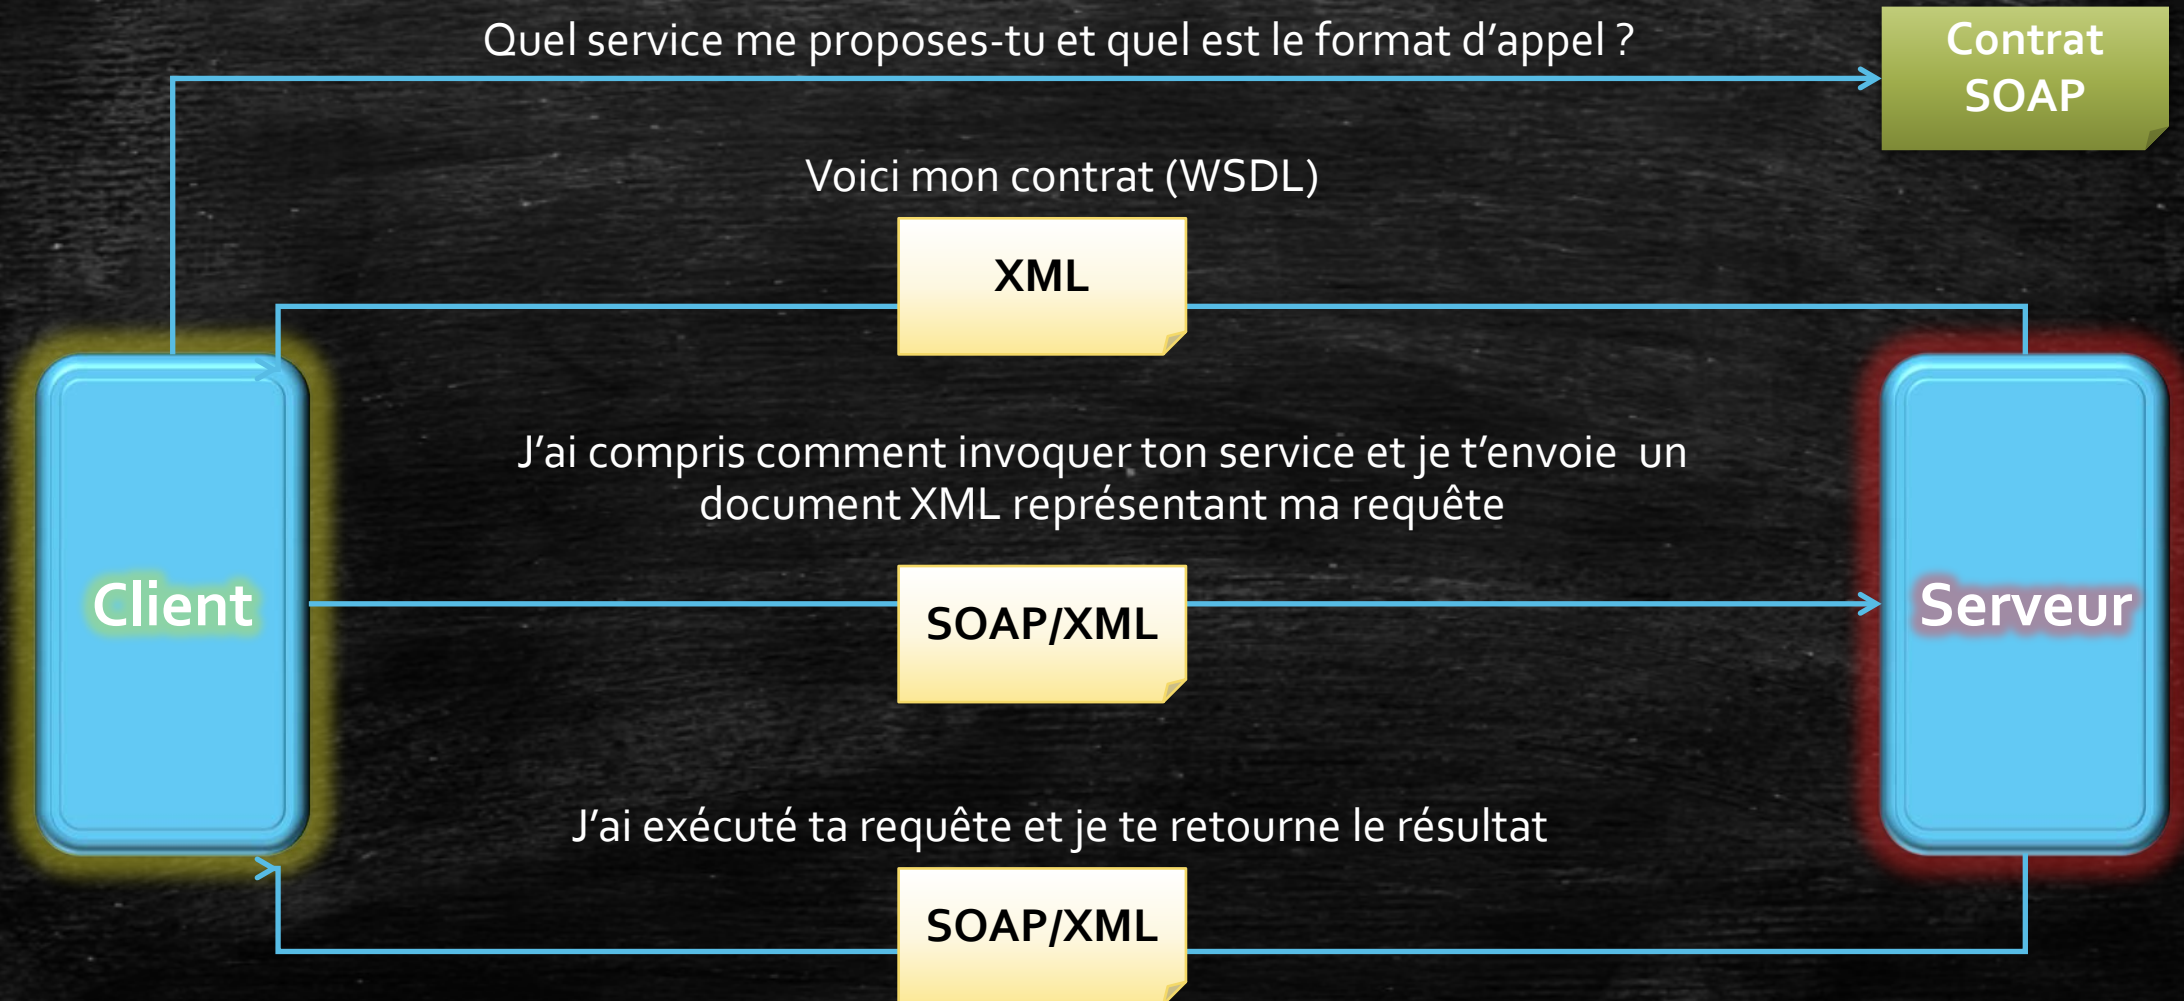 Quel service me proposes-tu et quel est le format d’appel ?
Contrat
SOAP
Voici mon contrat (WSDL)
XML
J’ai compris comment invoquer ton service et je t’envoie  un
document XML représentant ma requête
Client
SOAP/XML
Serveur
J’ai exécuté ta requête et je te retourne le résultat
SOAP/XML